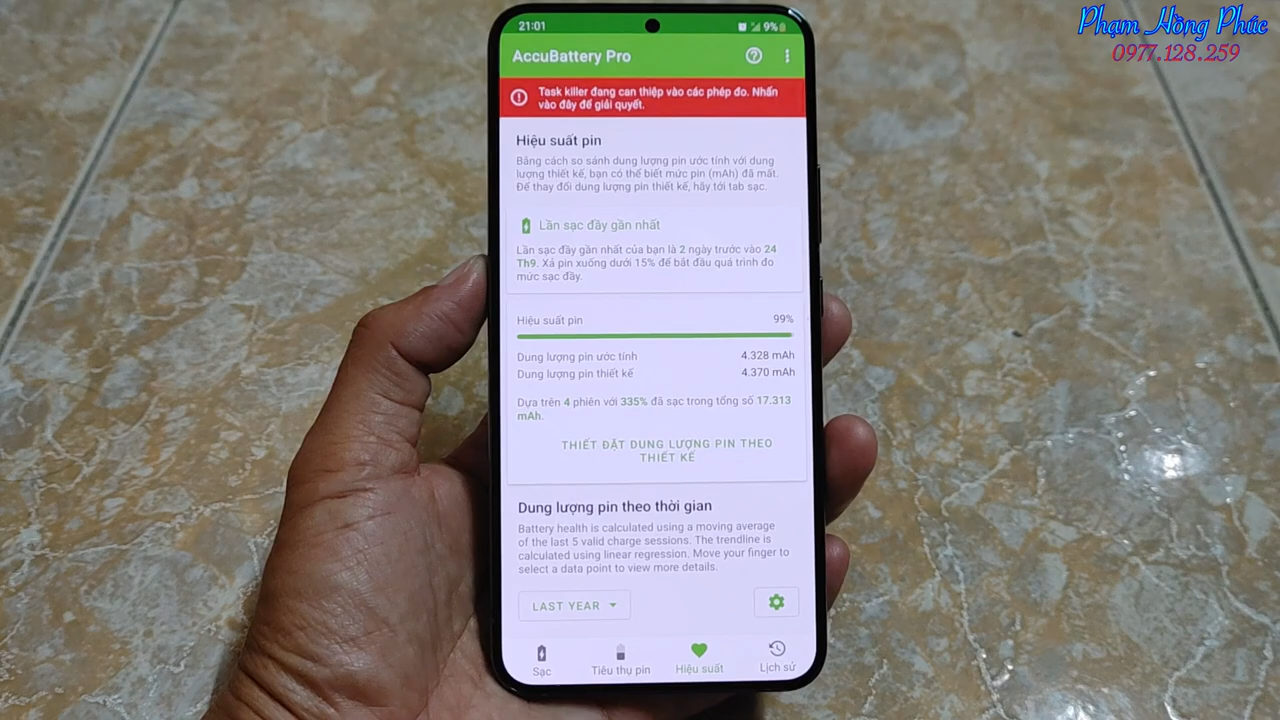 Phạm Hồng Phúc
0977.128.259
21:01
9%
AccuBattery Pro
Task killer đang can thiệp vào các phép đo. Nhấn
vào đây để giải quyết.
Hiệu suất pin
Bằng cách so sánh dung lượng pin ước tính với dung
lượng thiết kế, bạn có thể biết mức pin (mAh) đã mất.
Để thay đổi dung lượng pin thiết kế, hãy tới tab sạc.
Lần sạc đầy gần nhất
Lần sạc đầy gần nhất của bạn là 2 ngày trước vào 24
Th9. Xả pin xuống dưới 15% để bắt đầu quá trình đo
mức sạc đầy.
Hiệu suất pin 99%
Dung lượng pin ước tính 4.328 mAh
Dung lượng pin thiết kế 4.370 mAh
Dựa trên 4 phiên với 335% đã sạc trong tổng số 17.313
mAh.
THIẾT ĐẶT DUNG LƯỢNG PIN THEO
THIẾT KẾ
Dung lượng pin theo thời gian
Battery health is calculated using a moving average
of the last 5 valid charge sessions. The trendline is
calculated using linear regression. Move your finger to
select a data point to view more details.
LAST YEAR
Sạc Tiêu thụ pin Hiệu suất Lịch sử